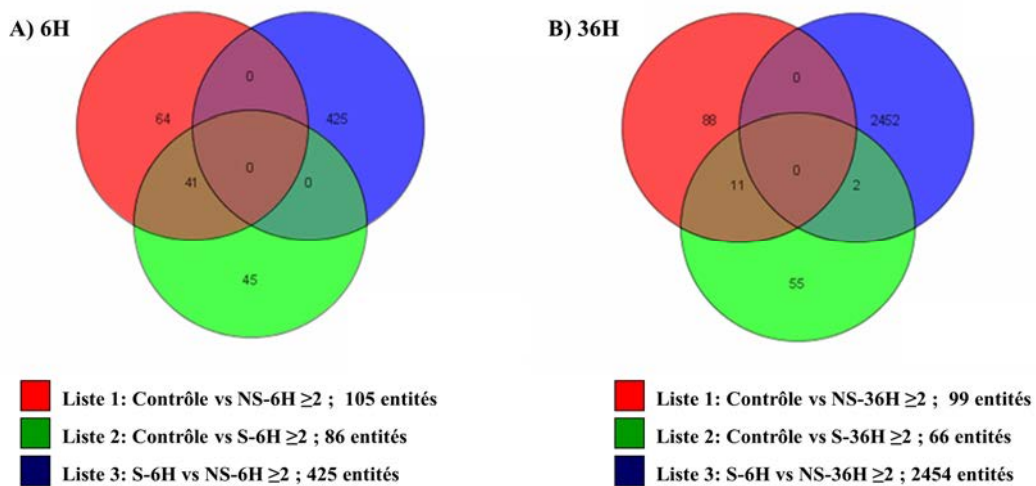 A) 6H
0
64
425
0
41
0
45
Liste 1: Contrôle vs NS-6H ≥2 ; 105 entités
Liste 2: Contrôle vs S-6H ≥2 ; 86 entités
Liste 3: S-6H vs NS-6H ≥2 ; 425 entités
B) 36H
0
88
2452
0
11
2
55
Liste 1: Contrôle vs NS-36H ≥2 ; 99 entités
Liste 2: Contrôle vs S-36H ≥2 ; 66 entités
Liste 3: S-6H vs NS-36H ≥2 ; 2454 entités